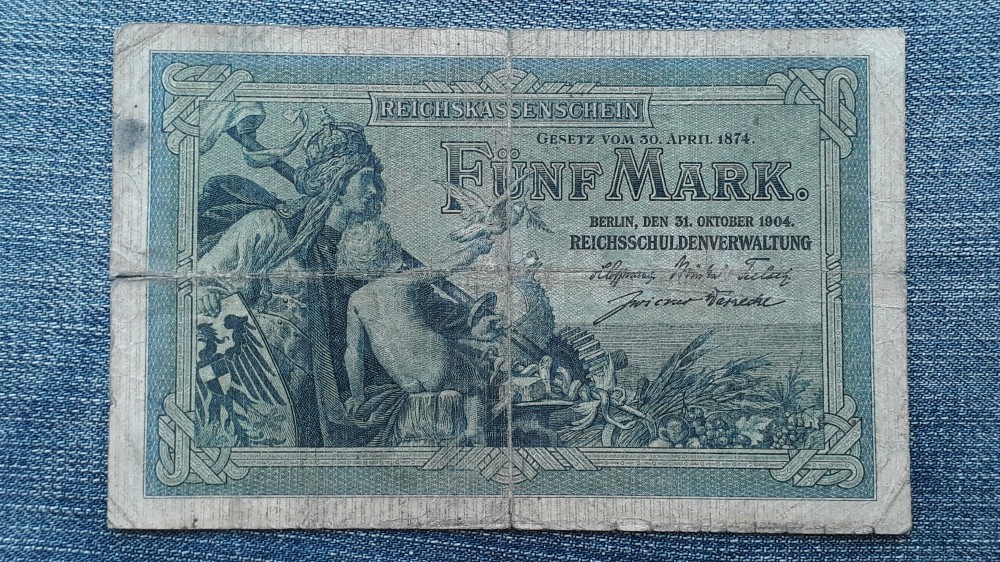 REICHSKASSENSCHEIN
GESETZ VOM 30. APRIL 1874.
FÜNF MARK.
BERLIN, DEN 31. OKTOBER 1904.
REICHSSCHULDENVERWALTUNG